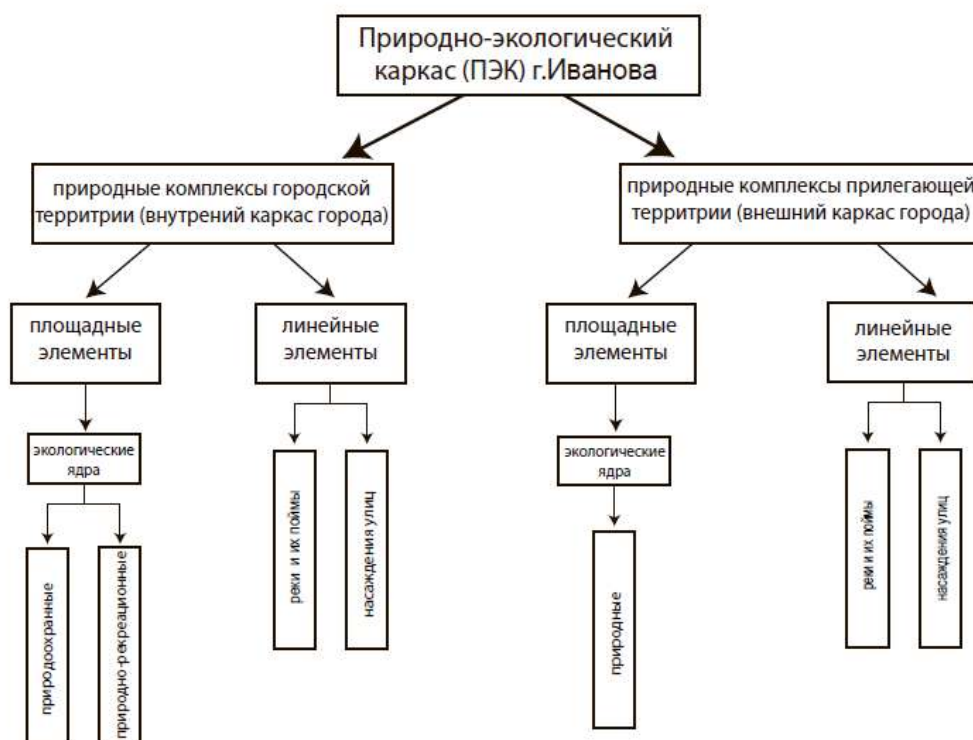 Природно-экологический
каркас (ПЭК) г.Иванова
природные комплексы городской
территрии (внутрений каркас города)
природные комплексы прилегающей
территрии (внешний каркас города)
площадные
элементы
линейные
элементы
площадные
элементы
линейные
элементы
экологические
ядра
экологические
ядра
природоохранные
природно-рекреационные
реки и их поймы
насаждения улиц
природные
реки и их поймы
насаждения улиц